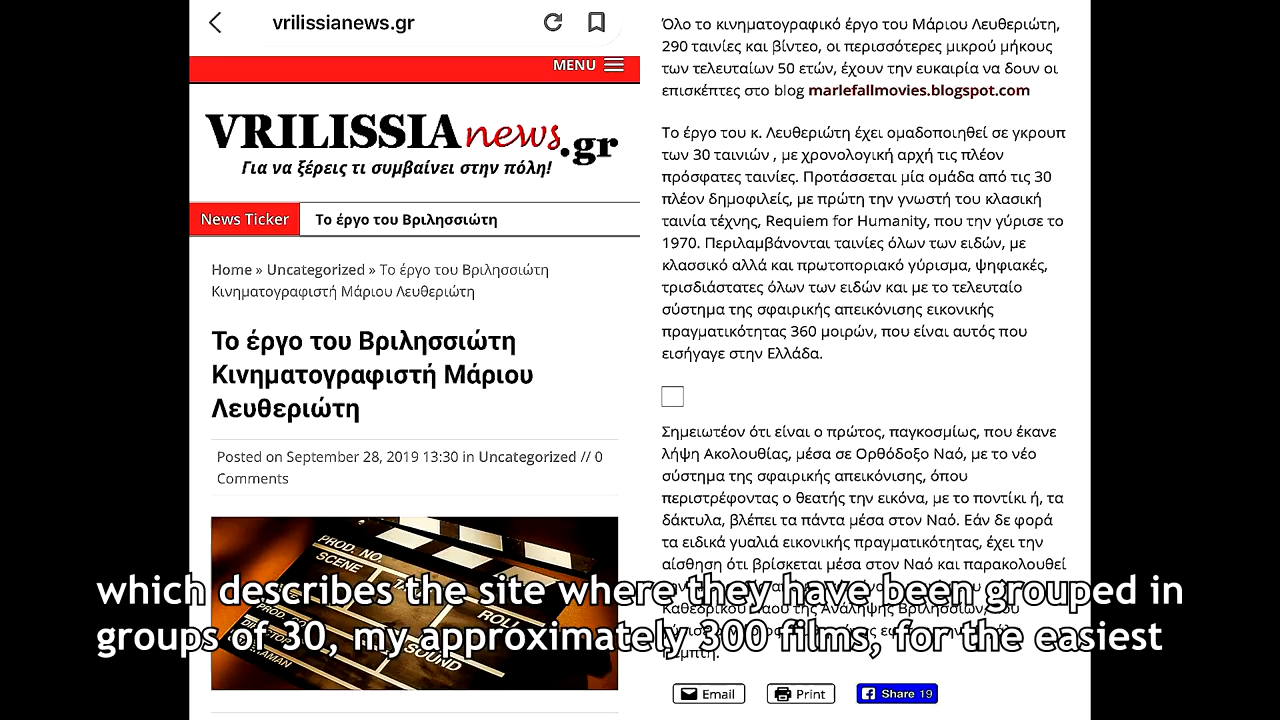 vrilissianews.gr
MENU
VRILISSIA news.gr
Για να ξέρεις τι συμβαίνει στην πόλη!
News Ticker
Το έργο του Βριλησσιώτη
Home » Uncategorized » Το έργο του Βριλησσιώτη
Κινηματογραφιστή Μάριου Λευθεριώτη
Το έργο του Βριλησσιώτη
Κινηματογραφιστή Μάριου
Λευθεριώτη
Posted on September 28, 2019 13:30 in Uncategorized // 0
Comments
PROD. NO.
SCENE
ROLL
SOUND
Όλο το κινηματογραφικό έργο του Μάριου Λευθεριώτη,
290 ταινίες και βίντεο, οι περισσότερες μικρού μήκους
των τελευταίων 50 ετών, έχουν την ευκαιρία να δουν οι
επισκέπτες στο blog marlefallmovies.blogspot.com
Το έργο του κ. Λευθεριώτη έχει ομαδοποιηθεί σε γκρουπ
των 30 ταινιών , με χρονολογική αρχή τις πλέον
πρόσφατες ταινίες. Προτάσσεται μία ομάδα από τις 30
πλέον δημοφιλείς, με πρώτη την γνωστή του κλασική
ταινία τέχνης, Requiem for Humanity, που την γύρισε το
1970. Περιλαμβάνονται ταινίες όλων των ειδών, με
κλασσικό αλλά και πρωτοποριακό γύρισμα, ψηφιακές,
τρισδιάστατες όλων των ειδών και με το τελευταίο
σύστημα της σφαιρικής απεικόνισης εικονικής
πραγματικότητας 360 μοιρών, που είναι αυτός που
εισήγαγε στην Ελλάδα.
Σημειωτέον ότι είναι ο πρώτος, παγκοσμίως, που έκανε
λήψη Ακολουθίας, μέσα σε Ορθόδοξο Ναό, με το νέο
σύστημα της σφαιρικής απεικόνισης, όπου
περιστρέφοντας ο θεατής την εικόνα, με το ποντίκι ή, τα
δάκτυλα, βλέπει τα πάντα μέσα στον Ναό. Εάν δε φορά
τα ειδικά γυαλιά εικονικής πραγματικότητας, έχει την
αίσθηση ότι βρίσκεται μέσα στον Ναό και παρακολουθεί
της Ανάληψης Βριλησσίων,
Email
Print
Share 19
which describes the site where they have been grouped in
groups of 30, my approximately 300 films, for the easiest